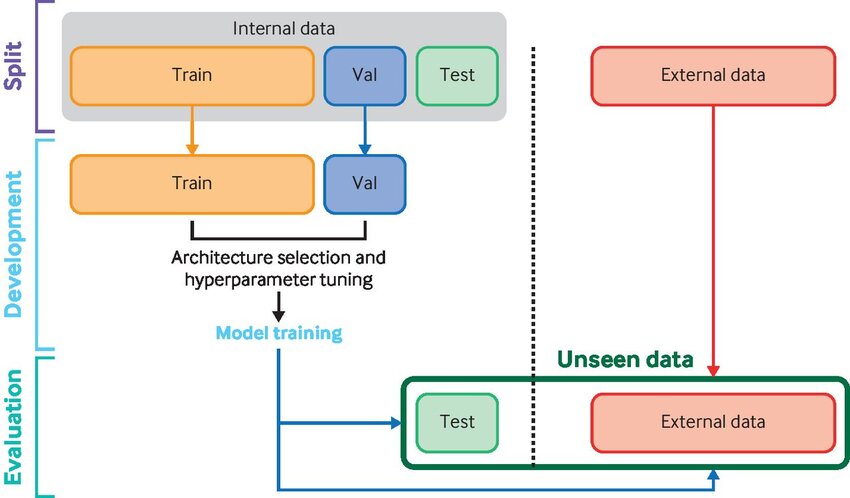 Split
Internal data
Train
Val
Test
External data
Development
Train
Val
Architecture selection and
hyperparameter tuning
Model training
Evaluation
Unseen data
Test
External data